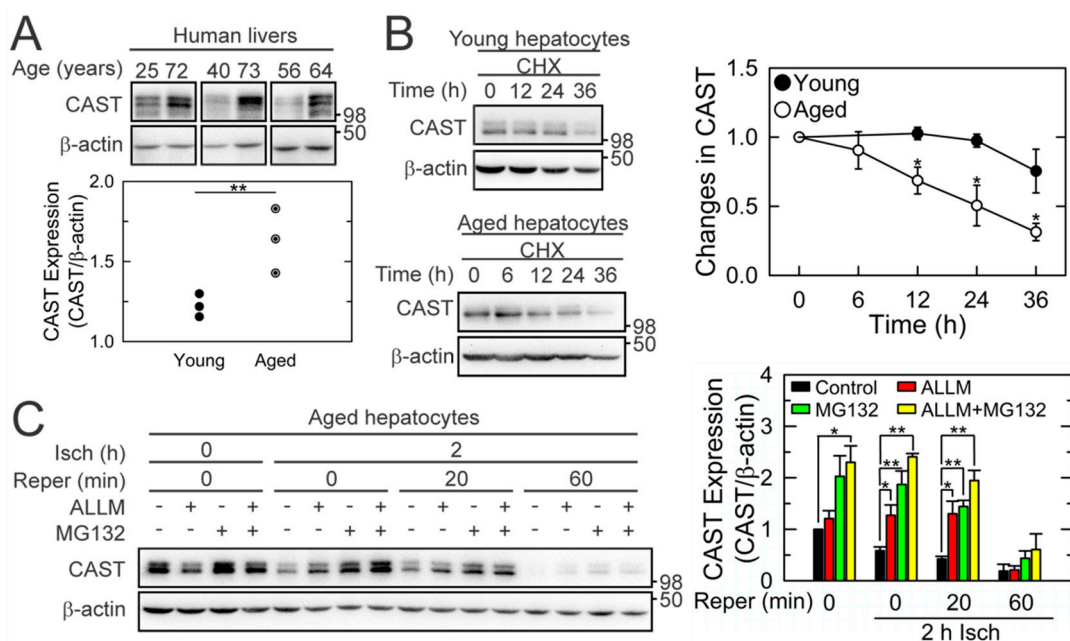 A
Human livers
Age (years) 25 72 40 73 56 64
CAST
98
50
β-actin
CAST Expression
(CAST/β-actin)
2.0
**
1.5
1.0
Young Aged
B
Young hepatocytes
CHX
Time (h) 0 12 24 36
CAST
98
50
β-actin
Aged hepatocytes
CHX
Time (h) 0 6 12 24 36
CAST
98
50
β-actin
Changes in CAST
1.5
Young
Aged
1.0
* *
0.5
*
0.0
0 6 12 24 36
Time (h)
C
Aged hepatocytes
Isch (h) 0 2
Reper (min) 0 0 20 60
ALLM - + - + - + - + - + - + - + - +
MG132 - - + + - - + + - - + + - - + +
CAST
98
50
β-actin
CAST Expression
(CAST/β-actin)
4
Control ALLM
MG132 ALLM+MG132
3
* ** **
** **
2
* *
1
0
Reper (min) 0 0 20 60
2 h Isch